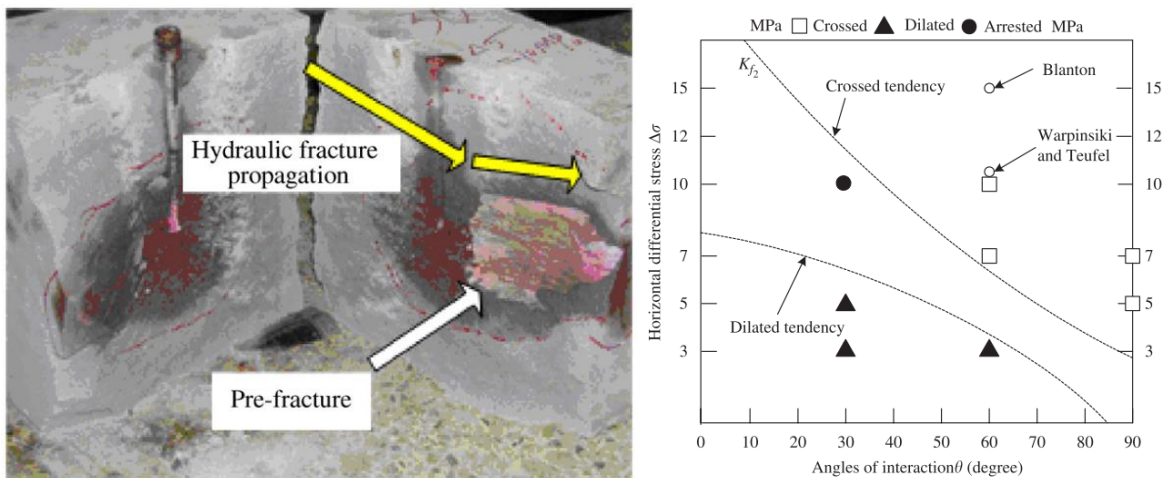 Hydraulic fracture
propagation
Pre-fracture
MPa □ Crossed ▲ Dilated ● Arrested MPa
K_{f_2}
Crossed tendency
Blanton
Warpinsiki
and Teufel
Dilated tendency
15
12
10
7
5
3
15
12
10
7
5
3
Horizontal differential stress Δσ
0 10 20 30 40 50 60 70 80 90
Angles of interactionθ (degree)